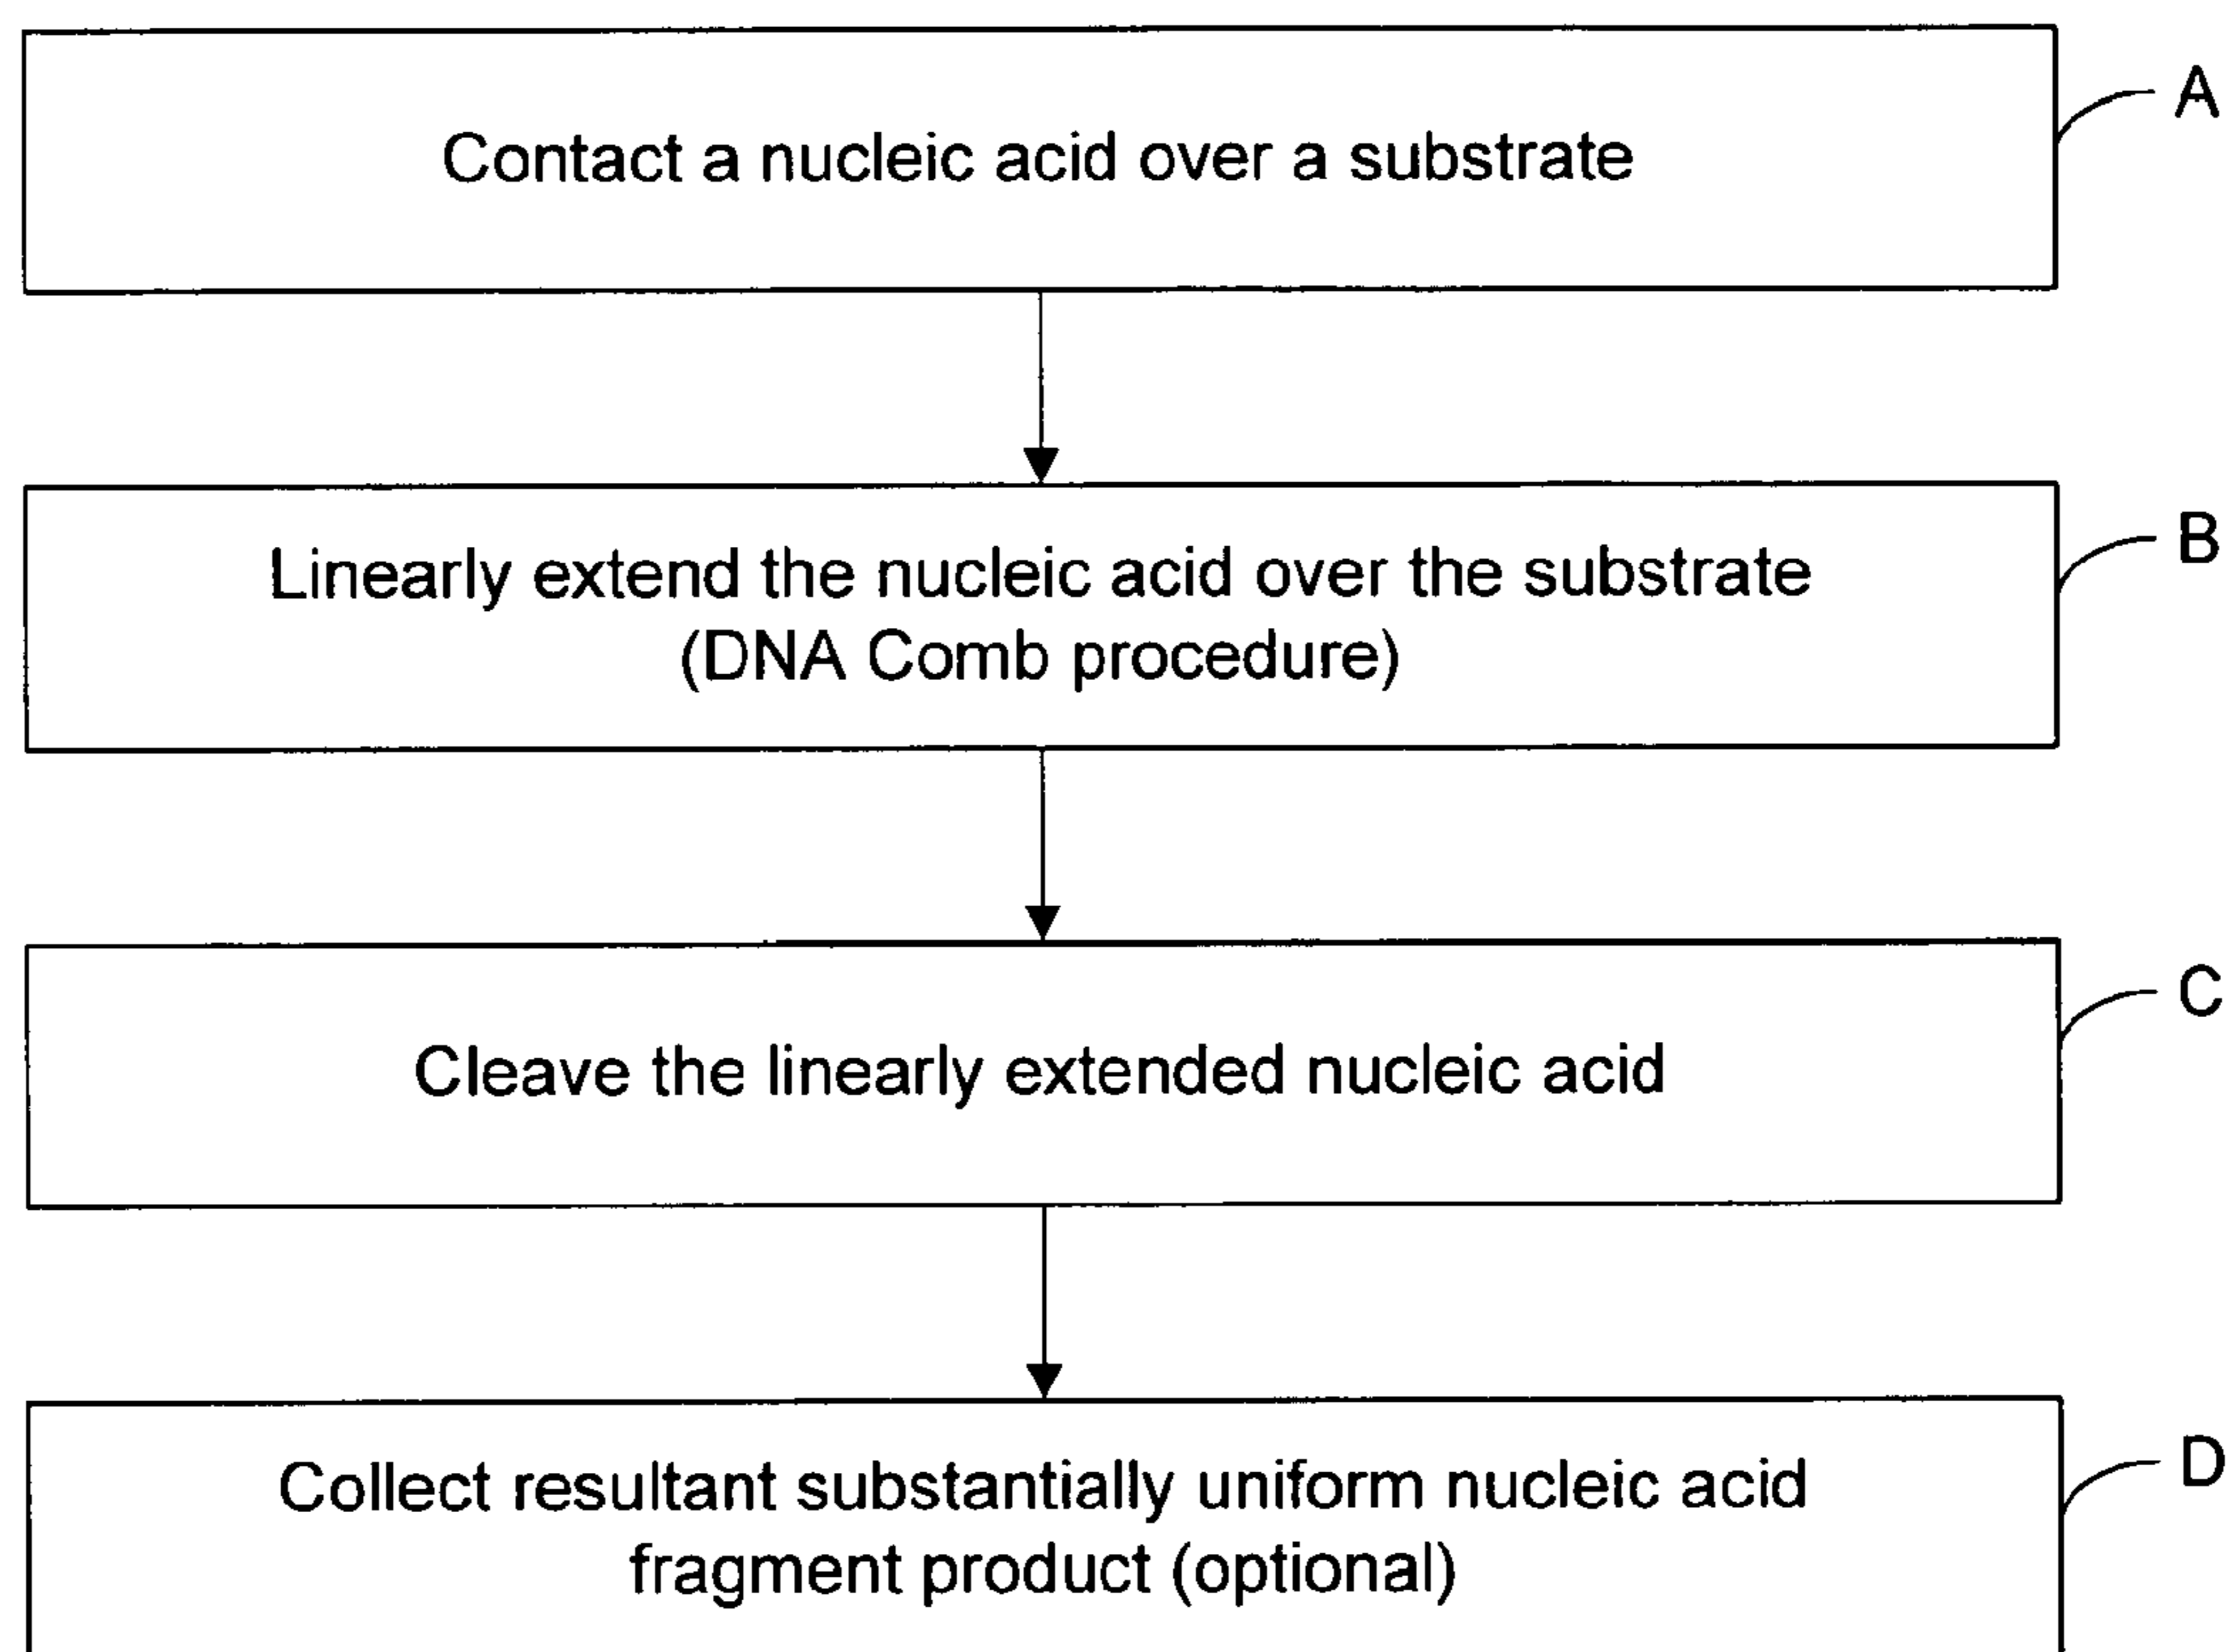 Contact a nucleic acid over a substrate
A
Linearly extend the nucleic acid over the substrate
(DNA Comb procedure)
B
Cleave the linearly extended nucleic acid
C
Collect resultant substantially uniform nucleic acid
fragment product (optional)
D